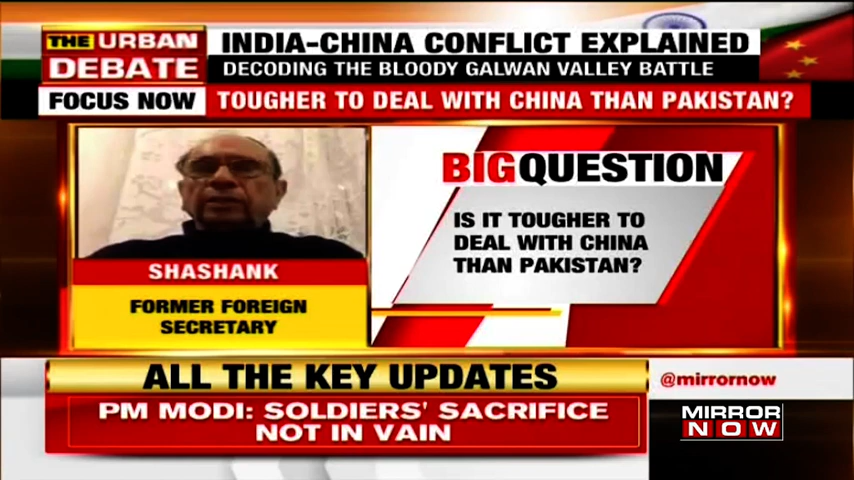 THE URBAN
DEBATE
INDIA-CHINA CONFLICT EXPLAINED
DECODING THE BLOODY GALWAN VALLEY BATTLE
FOCUS NOW
TOUGHER TO DEAL WITH CHINA THAN PAKISTAN?
SHASHANK
FORMER FOREIGN
SECRETARY
BIG QUESTION
IS IT TOUGHER TO
DEAL WITH CHINA
THAN PAKISTAN?
ALL THE KEY UPDATES
PM MODI: SOLDIERS' SACRIFICE
NOT IN VAIN
@mirrornow
MIRROR
NOW